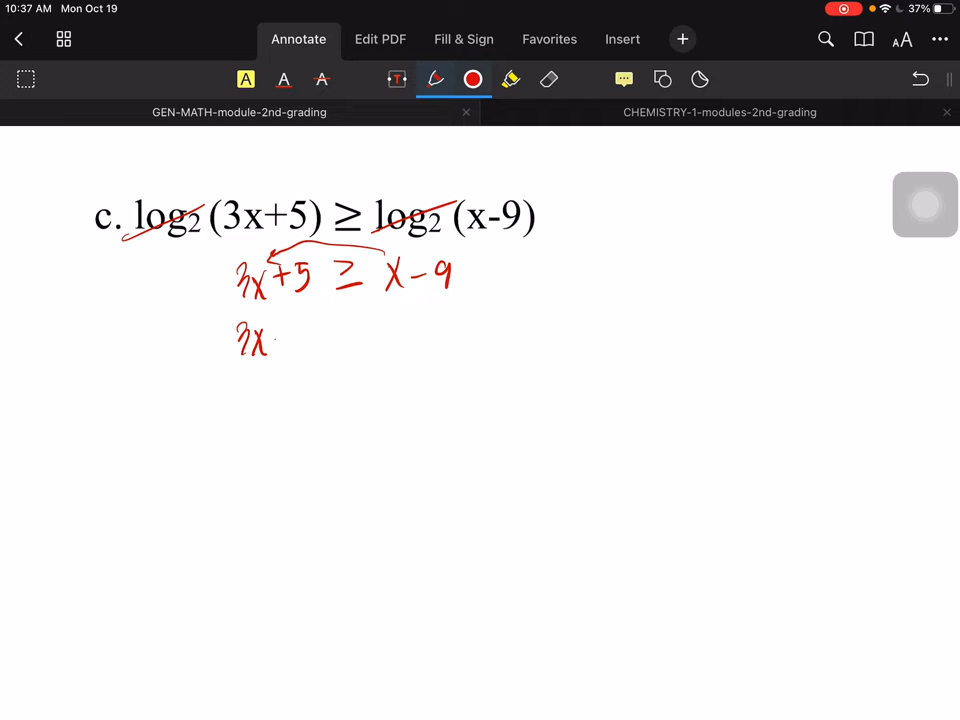 10:37 AM Mon Oct 19 37%
Annotate Edit PDF Fill & Sign Favorites Insert
AA
A A A T
GEN-MATH-module-2nd-grading CHEMISTRY-1-modules-2nd-grading
c. log₂ (3x+5) ≥ log₂ (x-9)
3x+5 ≥ x-9
3x